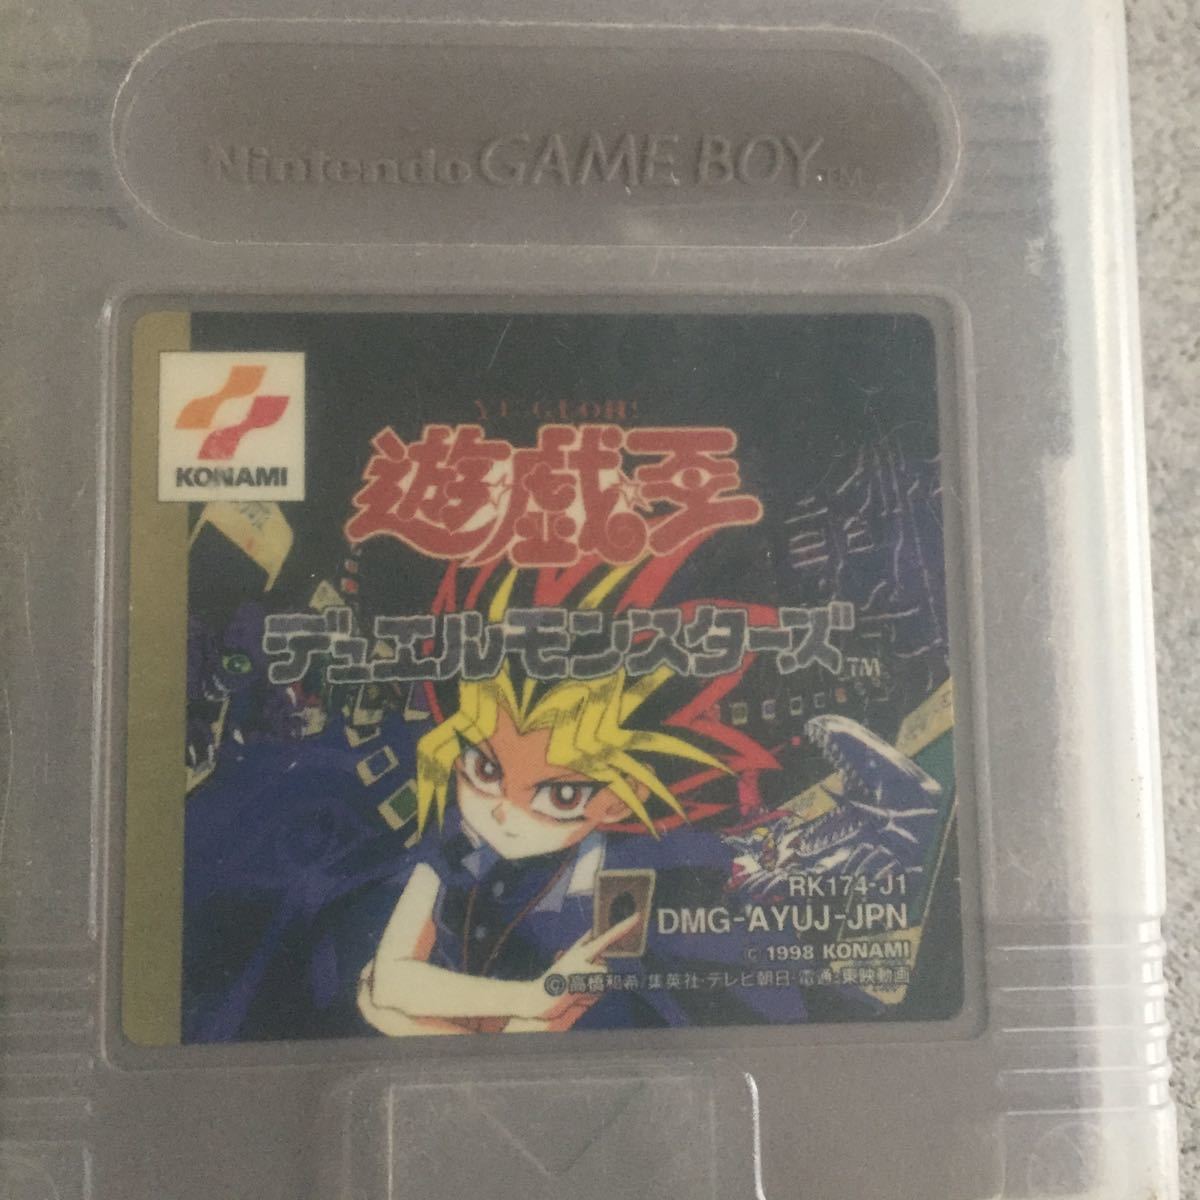 Nintendo GAME BOY TM
KONAMI
YU-GI-OH!
遊戯王
デュエルモンスターズ TM
RK174-J1
DMG-AYUJ-JPN
© 1998 KONAMI
©高橋和希/集英社・テレビ朝日・電通・東映動画